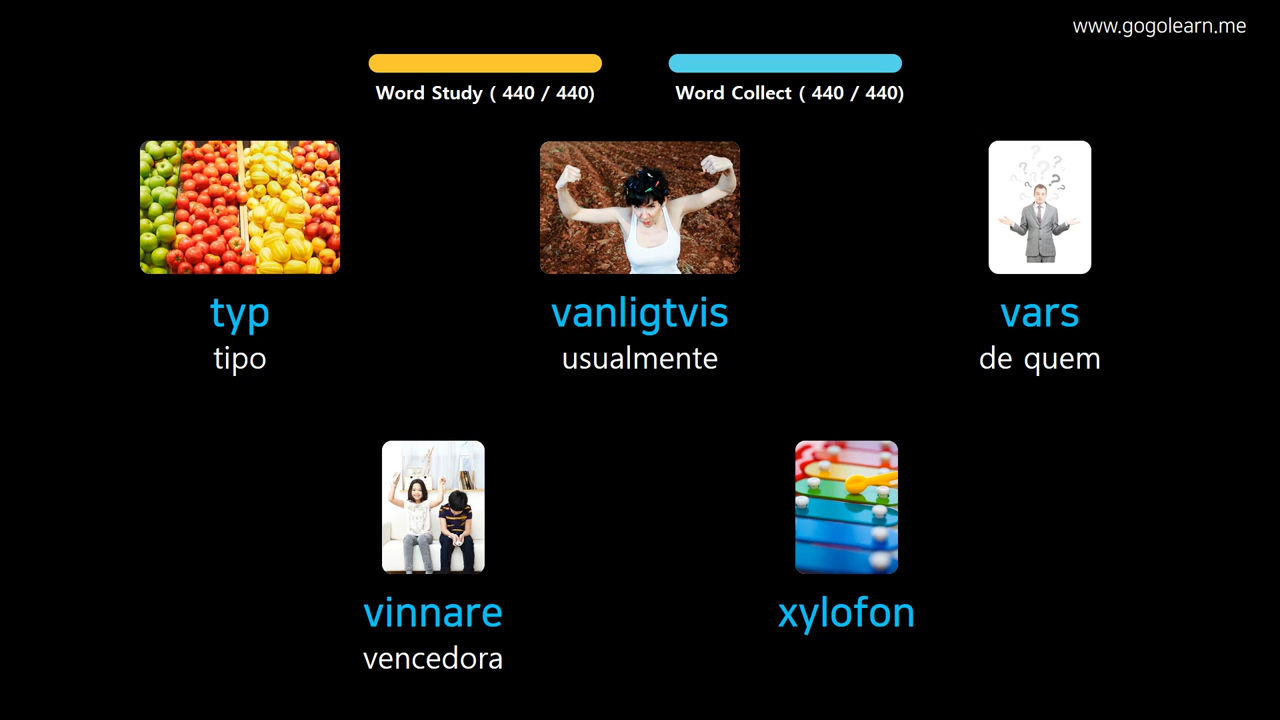 www.gogolearn.me
Word Study ( 440 / 440)
Word Collect ( 440 / 440)
typ
tipo
vanligtvis
usualmente
vars
de quem
vinnare
vencedora
xylofon